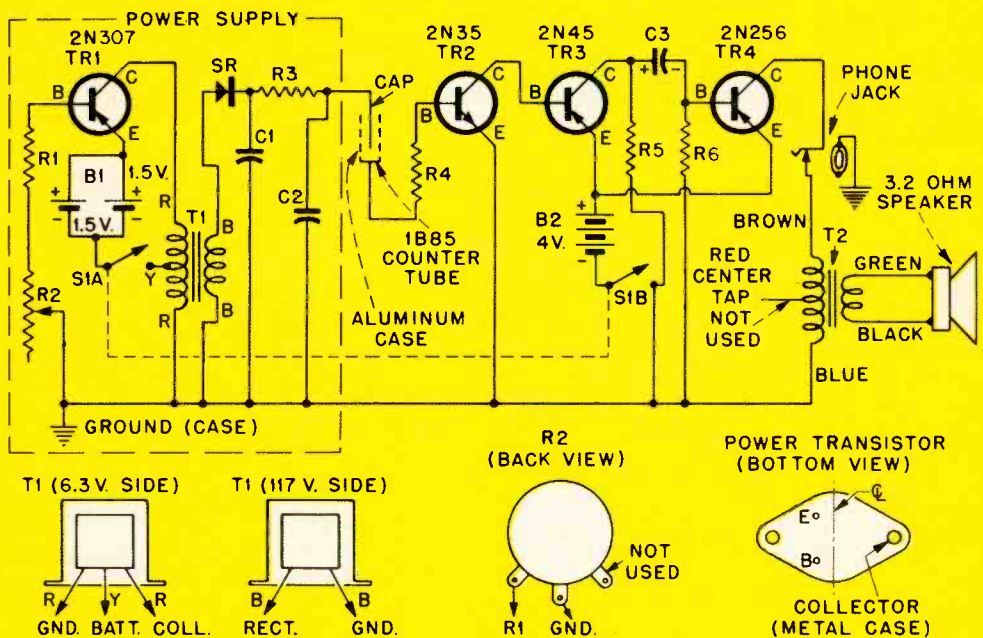 POWER SUPPLY
2N307
TR1
C
B
E
SR
R3
CAP
2N35
TR2
C
B
E
2N45
TR3
C
B
E
C3
+ -
2N256
TR4
C
B
E
PHONE
JACK
R1
B1
1.5 V.
+
-
+
-
1.5 V.
R
T1
B
C1
C2
R4
R5
R6
1B85
COUNTER
TUBE
ALUMINUM
CASE
B2
4V.
+
-
S1A
Y
R
B
R2
S1B
BROWN
RED
CENTER
TAP
NOT
USED
T2
3.2 OHM
SPEAKER
GREEN
BLACK
BLUE
GROUND (CASE)
T1 (6.3 V. SIDE)
R Y R
GND. BATT. COLL.
T1 (117 V. SIDE)
B B
RECT. GND.
R2
(BACK VIEW)
NOT
USED
R1 GND.
POWER TRANSISTOR
(BOTTOM VIEW)
℄
E
B
COLLECTOR
(METAL CASE)